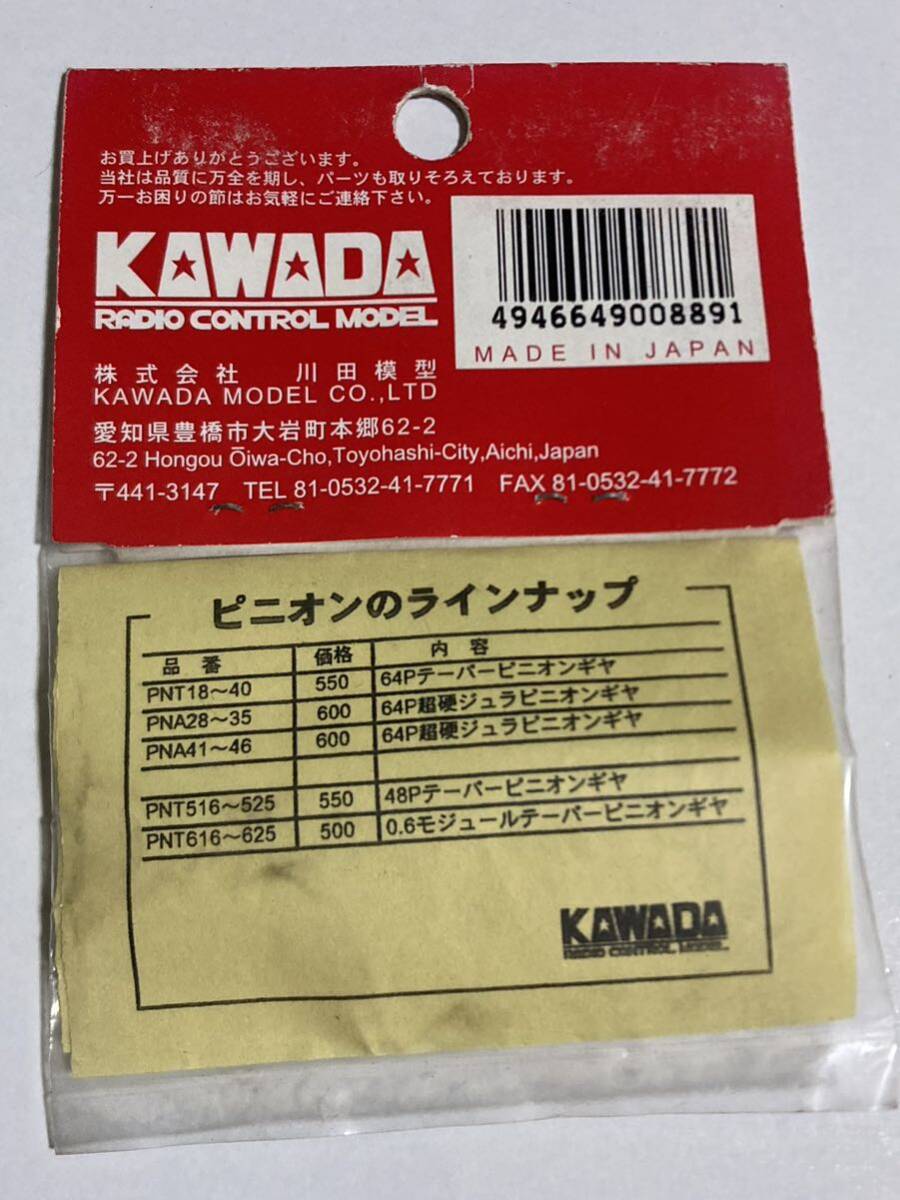 お買上げありがとうございます。
当社は品質に万全を期し、パーツも取りそろえております。
万一お困りの節はお気軽にご連絡下さい。
KAWADA
RADIO CONTROL MODEL
4946649008891
MADE IN JAPAN
株式会社 川田模型
KAWADA MODEL CO.,LTD
愛知県豊橋市大岩町本郷62-2
62-2 Hongou Ōiwa-Cho,Toyohashi-City,Aichi,Japan
〒441-3147 TEL 81-0532-41-7771 FAX 81-0532-41-7772
ピニオンのラインナップ
品番 価格 内容
PNT18～40 550 64Pテーパーピニオンギヤ
PNA28～35 600 64P超硬ジュラピニオンギヤ
PNA41～46 600 64P超硬ジュラピニオンギヤ
PNT516～525 550 48Pテーパーピニオンギヤ
PNT616～625 500 0.6モジュールテーパーピニオンギヤ
KAWADA
RADIO CONTROL MODEL